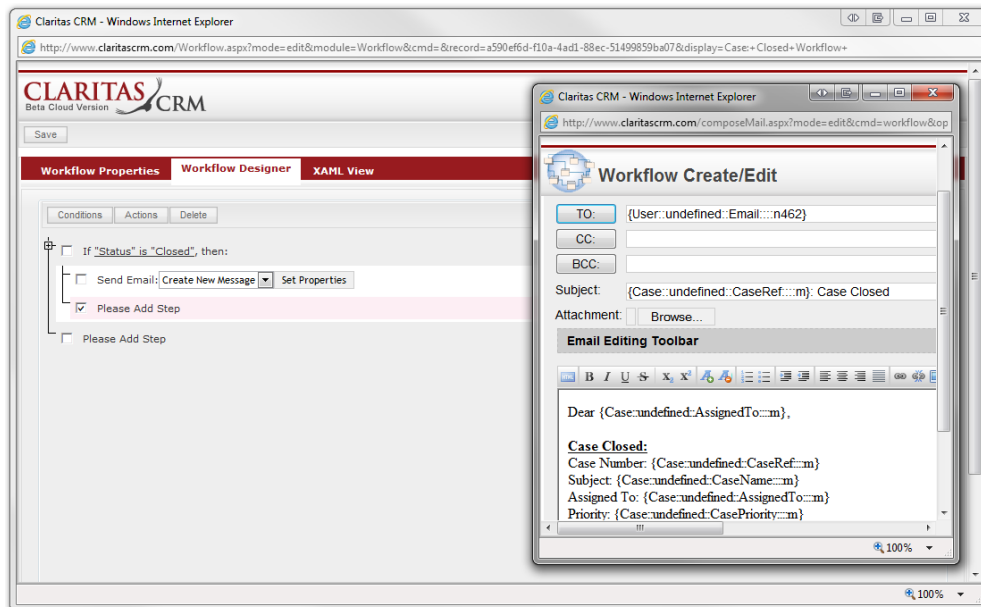 Claritas CRM - Windows Internet Explorer
http://www.claritascrm.com/Workflow.aspx?mode=edit&module=Workflow&cmd=&record=a590ef6d-f10a-4ad1-88ec-51499859ba07&display=Case:+Closed+Workflow+
CLARITAS CRM
Beta Cloud Version
Save
Workflow Properties Workflow Designer XAML View
Conditions Actions Delete
If "Status" is "Closed", then:
Send Email: Create New Message Set Properties
Please Add Step
Please Add Step
100%
Claritas CRM - Windows Internet Explorer
http://www.claritascrm.com/composeMail.aspx?mode=edit&cmd=workflow&op
Workflow Create/Edit
TO: {User::undefined::Email::::n462}
CC:
BCC:
Subject: {Case::undefined::CaseRef::::m}: Case Closed
Attachment: Browse...
Email Editing Toolbar
B I U S X₂ X² A A
Dear {Case::undefined::AssignedTo::::m},
Case Closed:
Case Number: {Case::undefined::CaseRef::::m}
Subject: {Case::undefined::CaseName::::m}
Assigned To: {Case::undefined::AssignedTo::::m}
Priority: {Case::undefined::CasePriority::::m}
100%